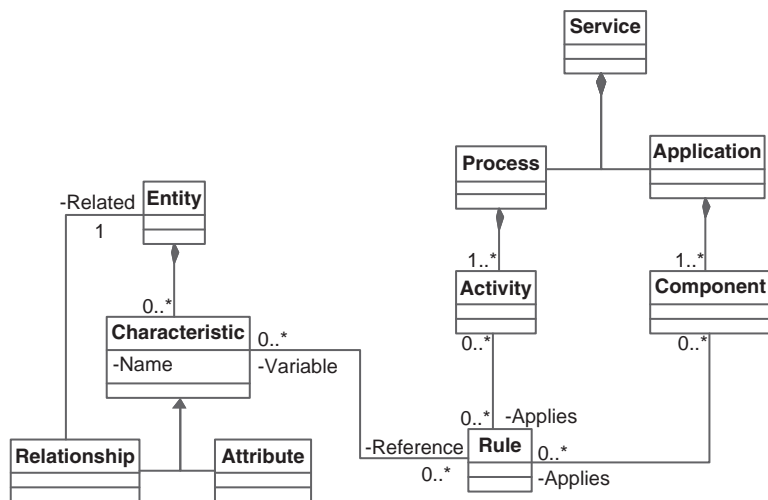 Service
Process
Application
Entity
-Related
1
1..*
1..*
Activity
Component
0..*
Characteristic
0..*
0..*
0..*
-Name
-Variable
0..*
-Applies
-Reference
Rule
0..*
Relationship
Attribute
0..*
-Applies